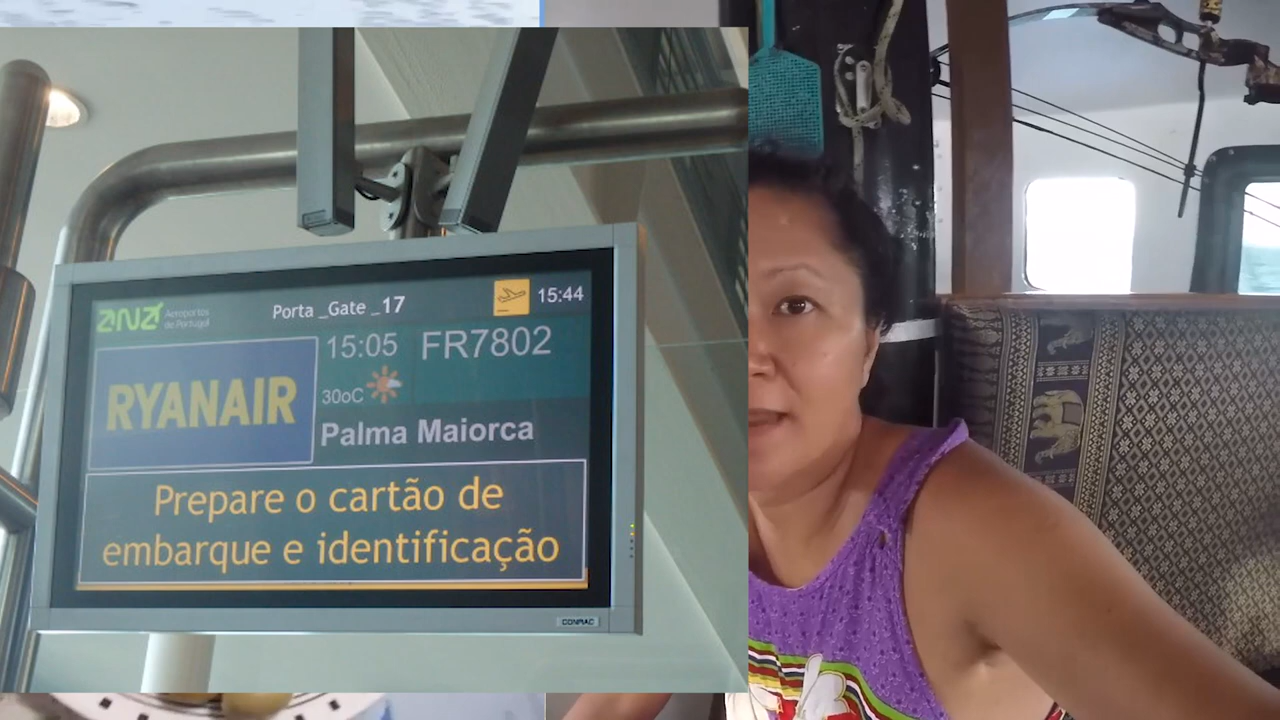 ANA Aeroportos de Portugal
Porta _Gate _17
15:44
RYANAIR
15:05 FR7802
30oC
Palma Maiorca
Prepare o cartão de
embarque e identificação
CONRAC